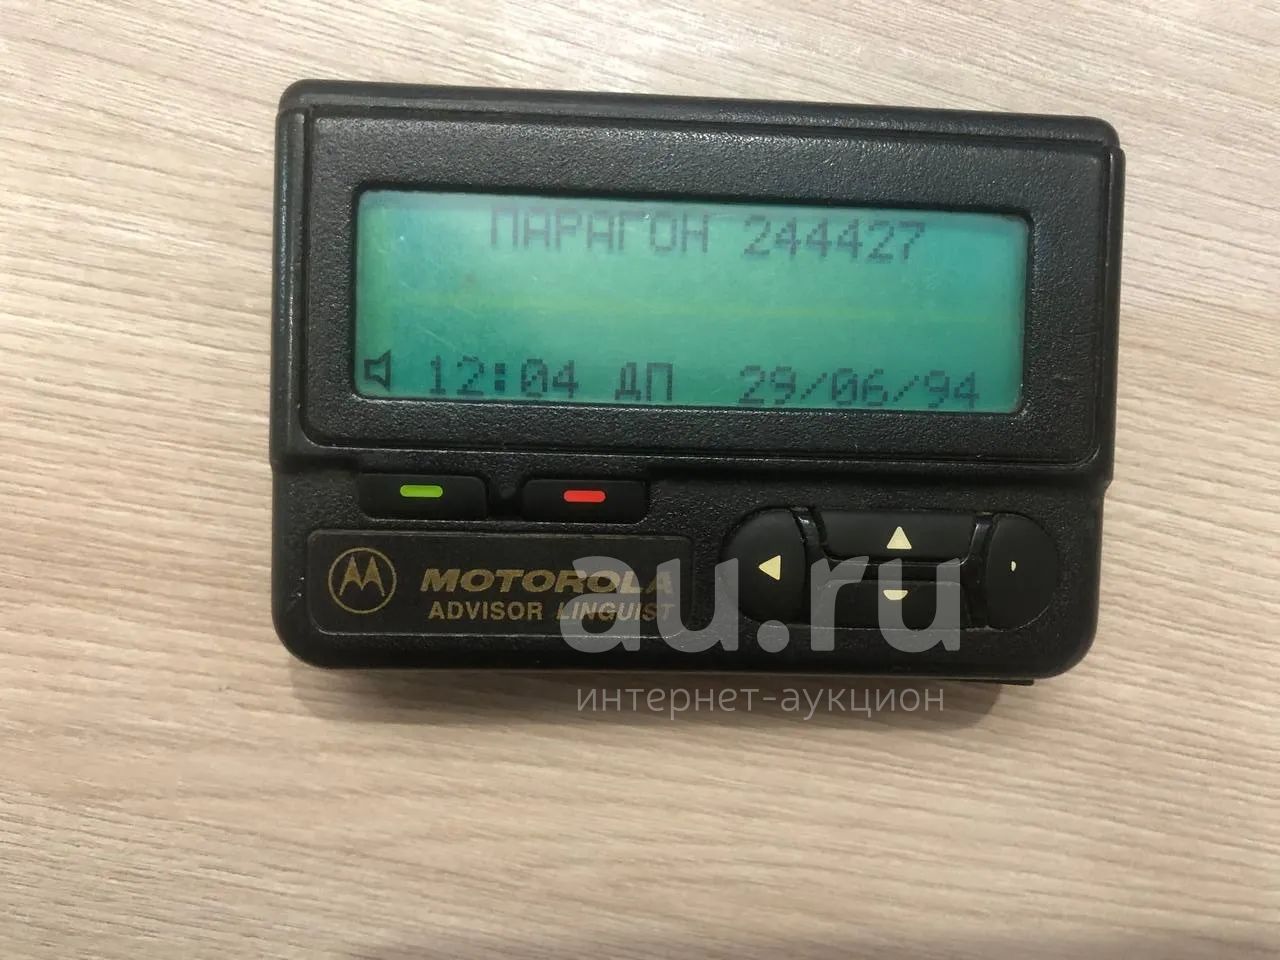 ПАРАГОН 244427
12:04 ДП 29/06/94
MOTOROLA
ADVISOR LINGUIST
au.ru
интернет-аукцион